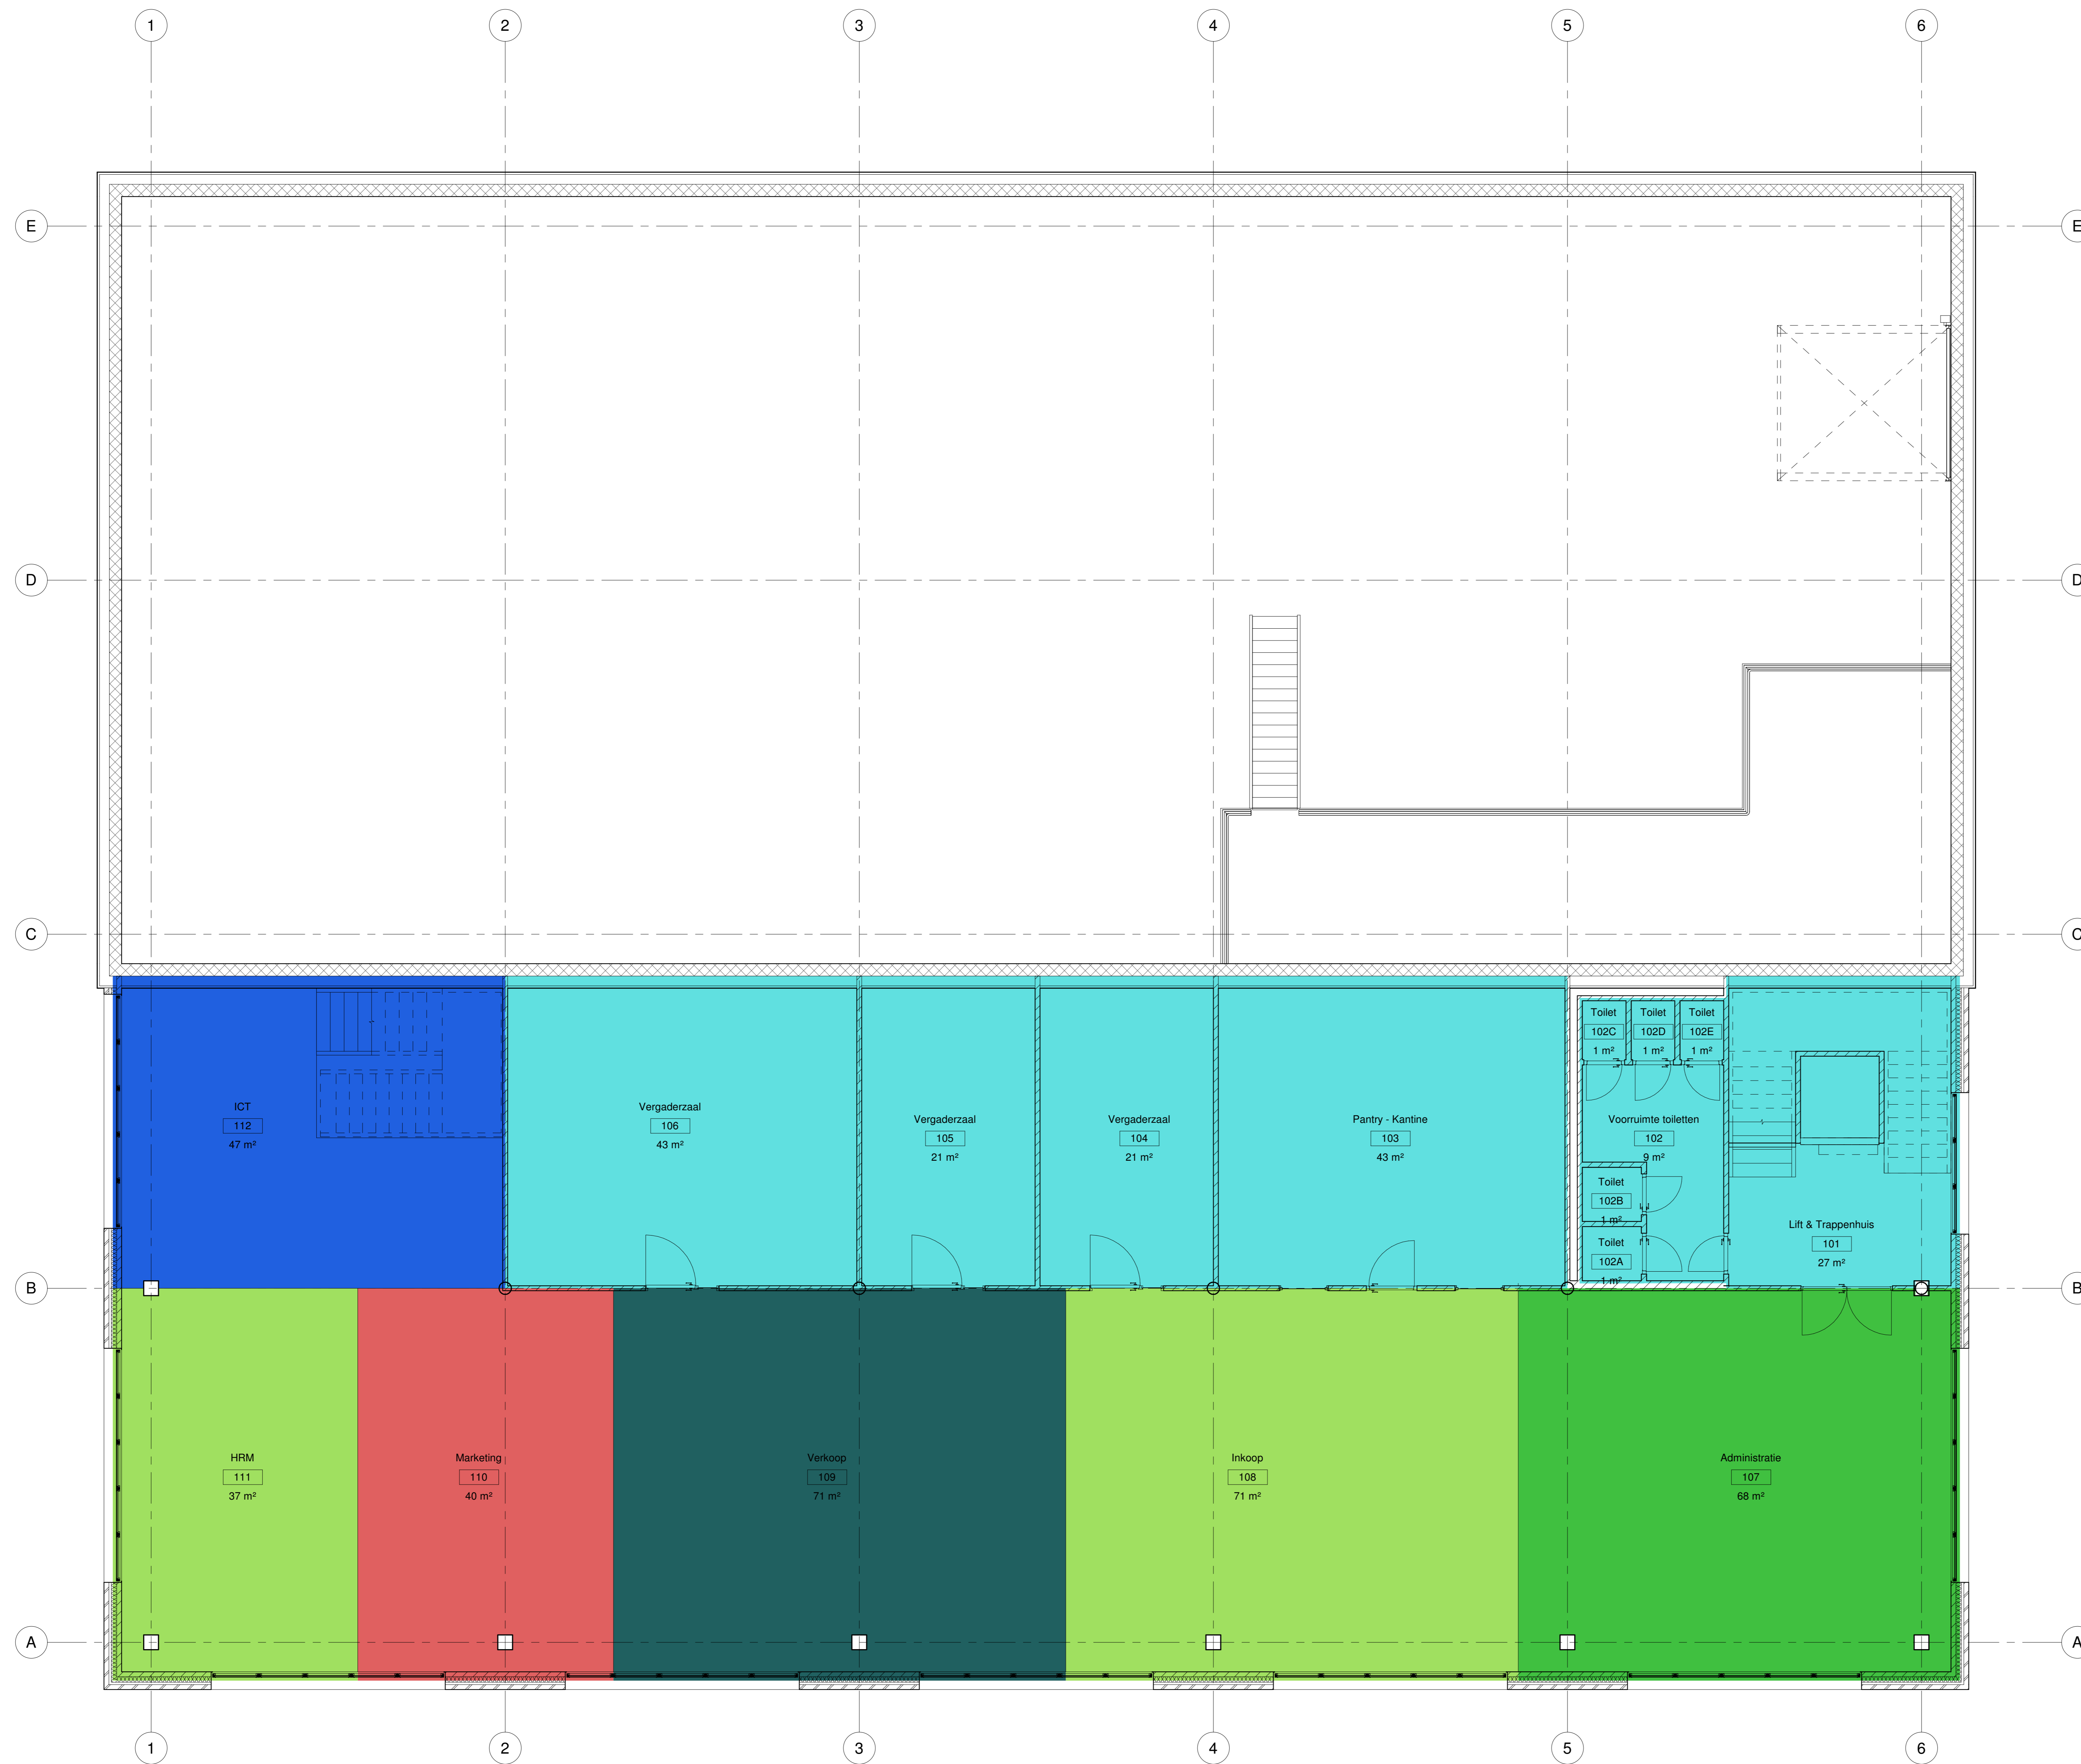 1
2
3
4
5
6
E
E
D
D
C
C
Toilet
102C
1 m²
Toilet
102D
1 m²
Toilet
102E
1 m²
ICT
112
47 m²
Vergaderzaal
106
43 m²
Vergaderzaal
105
21 m²
Vergaderzaal
104
21 m²
Pantry - Kantine
103
43 m²
Voorruimte toiletten
102
9 m²
Toilet
102B
1 m²
Toilet
102A
1 m²
Lift & Trappenhuis
101
27 m²
B
B
HRM
111
37 m²
Marketing
110
40 m²
Verkoop
109
71 m²
Inkoop
108
71 m²
Administratie
107
68 m²
A
A
1
2
3
4
5
6